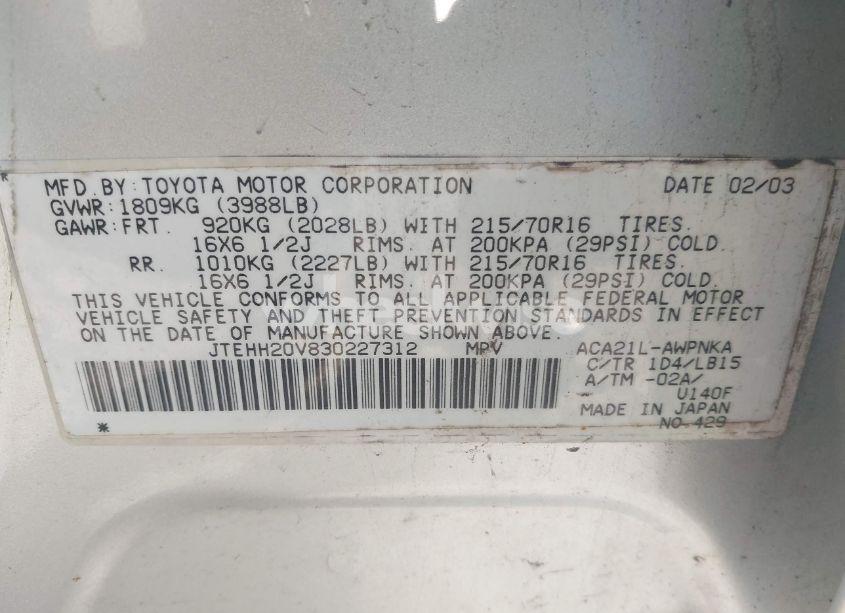 MFD. BY: TOYOTA MOTOR CORPORATION DATE 02/03
GVWR: 1809KG (3988LB)
GAWR: FRT. 920KG (2028LB) WITH 215/70R16 TIRES.
16X6 1/2J RIMS. AT 200KPA (29PSI) COLD.
RR. 1010KG (2227LB) WITH 215/70R16 TIRES.
16X6 1/2J RIMS. AT 200KPA (29PSI) COLD.
THIS VEHICLE CONFORMS TO ALL APPLICABLE FEDERAL MOTOR
VEHICLE SAFETY AND THEFT PREVENTION STANDARDS IN EFFECT
ON THE DATE OF MANUFACTURE SHOWN ABOVE.
JTEHH20V830227312 MPV ACA21L-AWPNKA
C/TR 1D4/LB15
A/TM -02A/
U140F
MADE IN JAPAN
NO.429